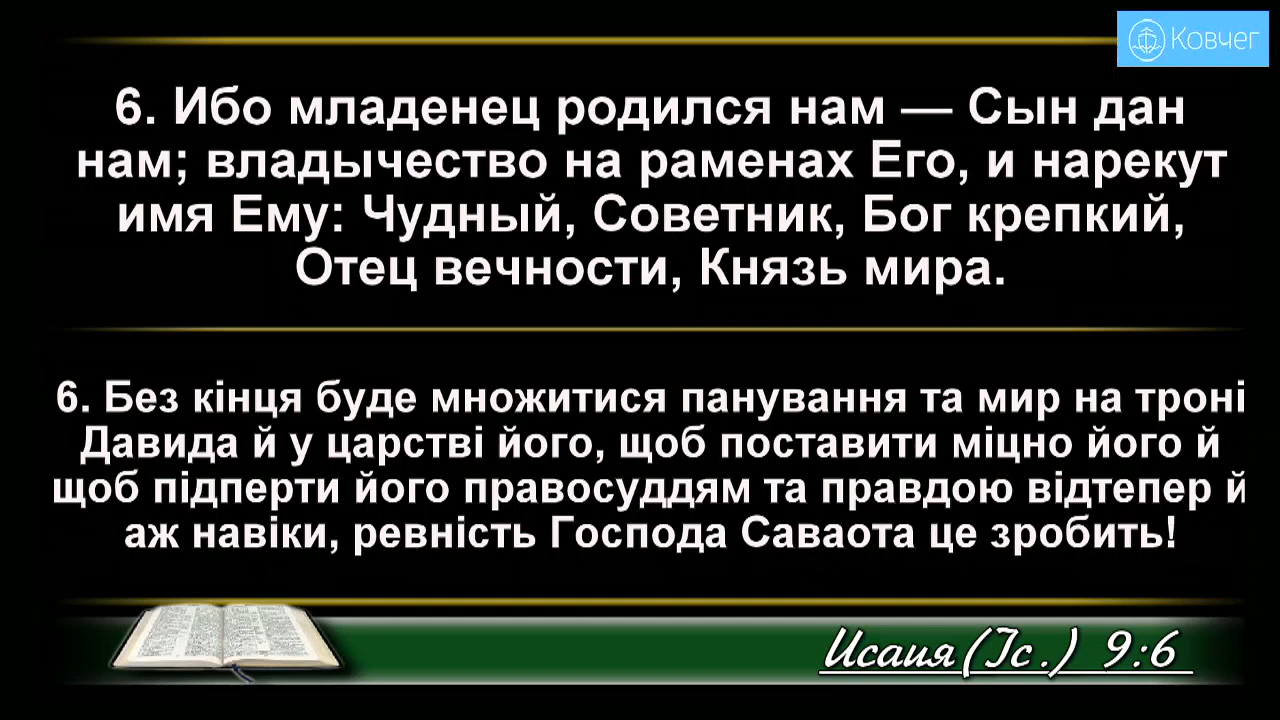 Ковчег
6. Ибо младенец родился нам — Сын дан
нам; владычество на раменах Его, и нарекут
имя Ему: Чудный, Советник, Бог крепкий,
Отец вечности, Князь мира.
6. Без кінця буде множитися панування та мир на троні
Давида й у царстві його, щоб поставити міцно його й
щоб підперти його правосуддям та правдою відтепер й
аж навіки, ревність Господа Саваота це зробить!
Исаия(Іс.) 9:6